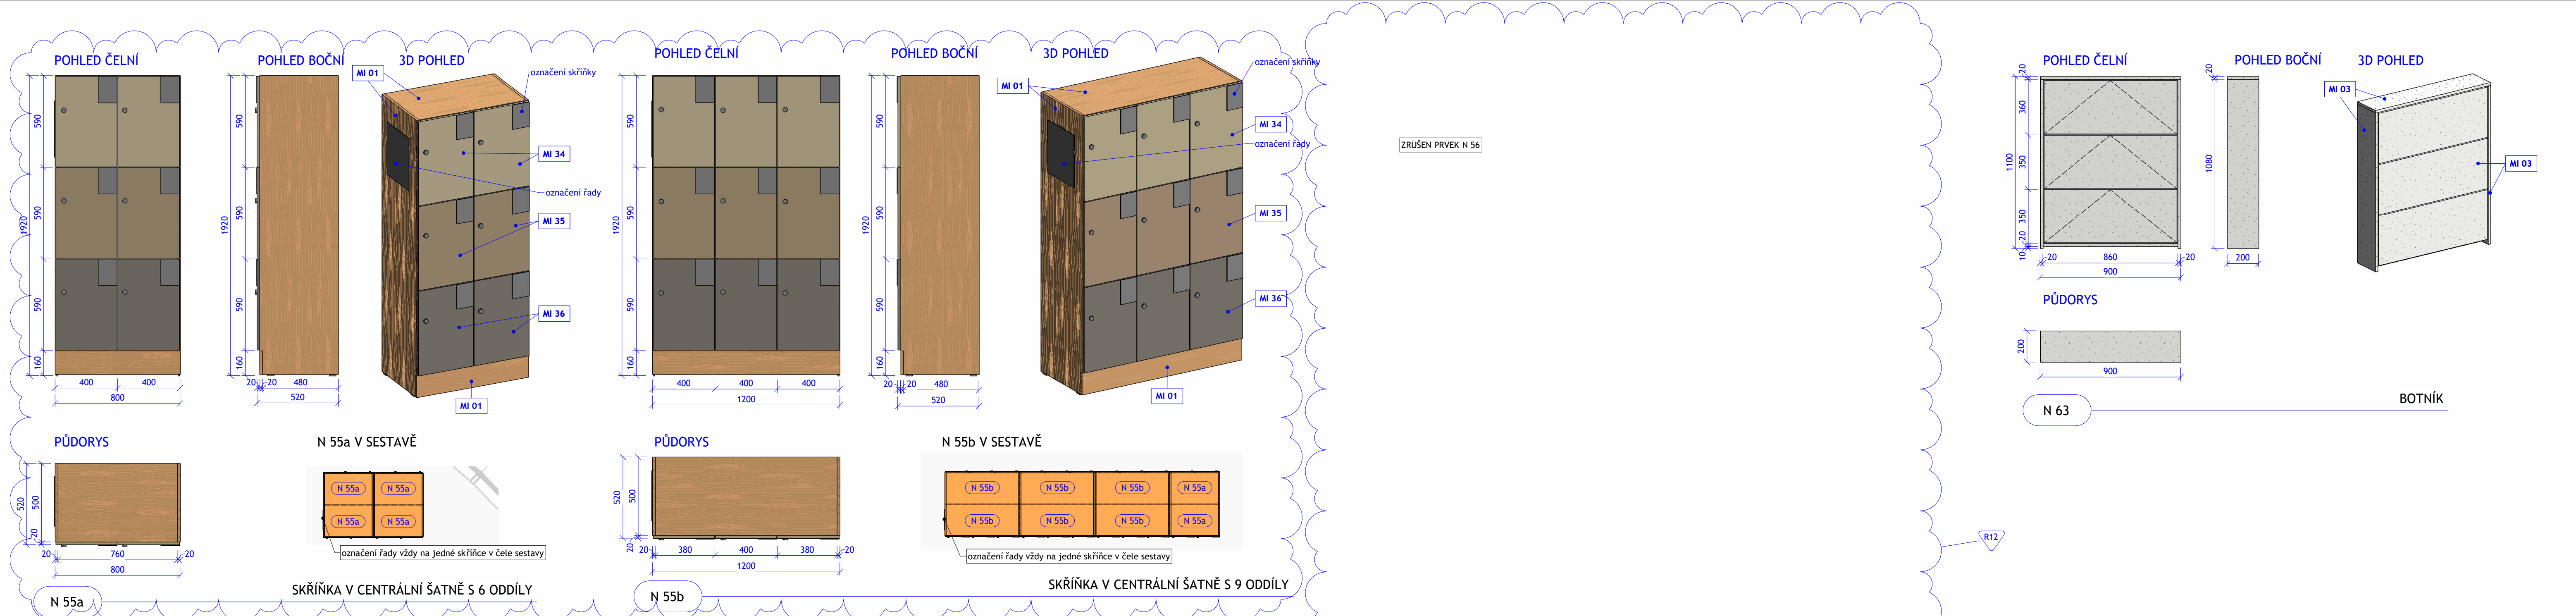 POHLED ČELNÍ
POHLED BOČNÍ
3D POHLED
MI 01
označení skříňky
590
590
590
160
1920
400
400
800
590
590
590
160
1920
20
20
480
520
MI 34
označení řady
MI 35
MI 36
MI 01
PŮDORYS
520
500
20
20
760
20
800
N 55a V SESTAVĚ
N 55a
N 55a
N 55a
N 55a
označení řady vždy na jedné skříňce v čele sestavy
SKŘÍŇKA V CENTRÁLNÍ ŠATNĚ S 6 ODDÍLY
N 55a
POHLED ČELNÍ
POHLED BOČNÍ
3D POHLED
označení skříňky
MI 01
590
590
590
160
1920
400
400
400
1200
590
590
590
160
1920
20
20
480
520
MI 34
označení řady
MI 35
MI 36
MI 01
PŮDORYS
520
500
20
20
380
400
380
20
1200
N 55b V SESTAVĚ
N 55b
N 55b
N 55b
N 55a
N 55b
N 55b
N 55b
N 55a
označení řady vždy na jedné skříňce v čele sestavy
SKŘÍŇKA V CENTRÁLNÍ ŠATNĚ S 9 ODDÍLY
N 55b
ZRUŠEN PRVEK N 56
R12
POHLED ČELNÍ
POHLED BOČNÍ
3D POHLED
20
360
350
350
20
10
1100
20
860
20
900
20
1080
200
MI 03
MI 03
PŮDORYS
200
900
BOTNÍK
N 63